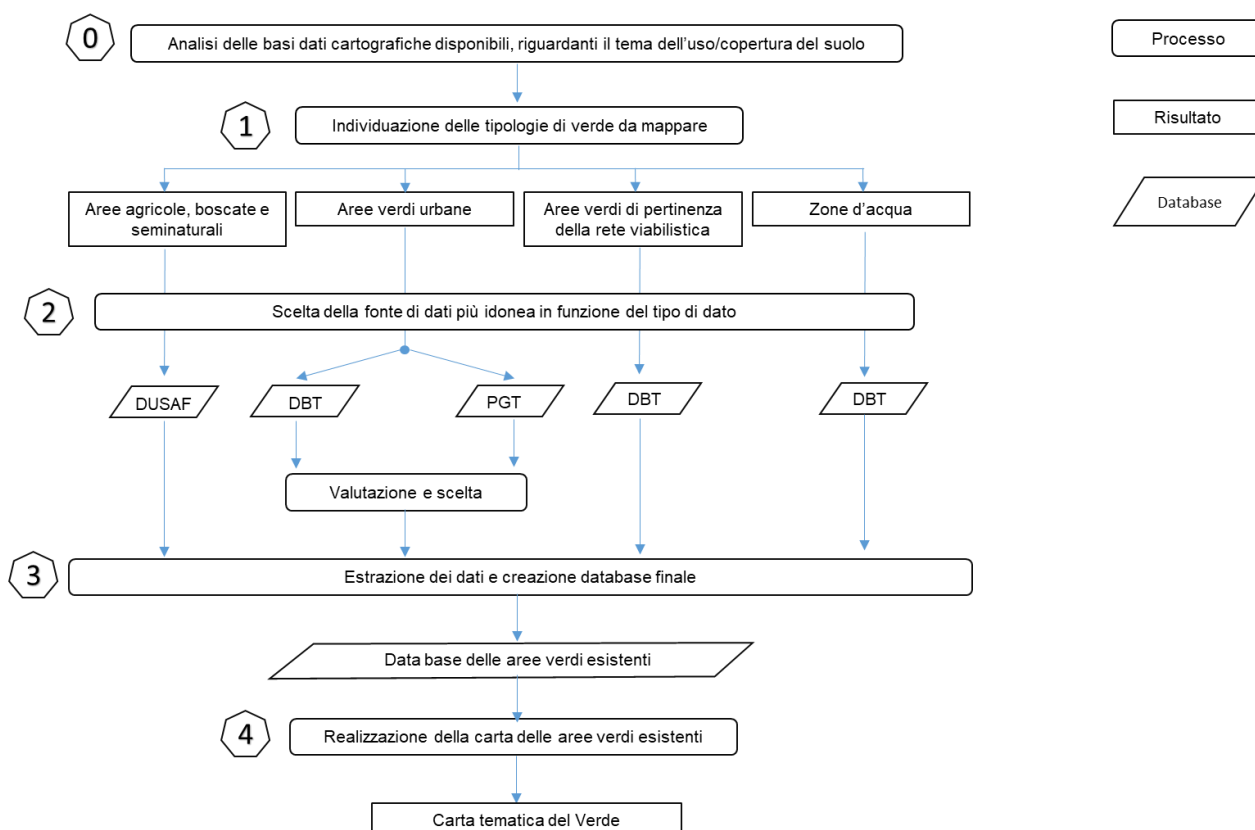 0
Analisi delle basi dati cartografiche disponibili, riguardanti il tema dell'uso/copertura del suolo
Processo
1
Individuazione delle tipologie di verde da mappare
Risultato
Aree agricole, boscate e
seminaturali
Aree verdi urbane
Aree verdi di pertinenza
della rete viabilistica
Zone d'acqua
Database
2
Scelta della fonte di dati più idonea in funzione del tipo di dato
DUSAF
DBT
PGT
DBT
DBT
Valutazione e scelta
3
Estrazione dei dati e creazione database finale
Data base delle aree verdi esistenti
4
Realizzazione della carta delle aree verdi esistenti
Carta tematica del Verde